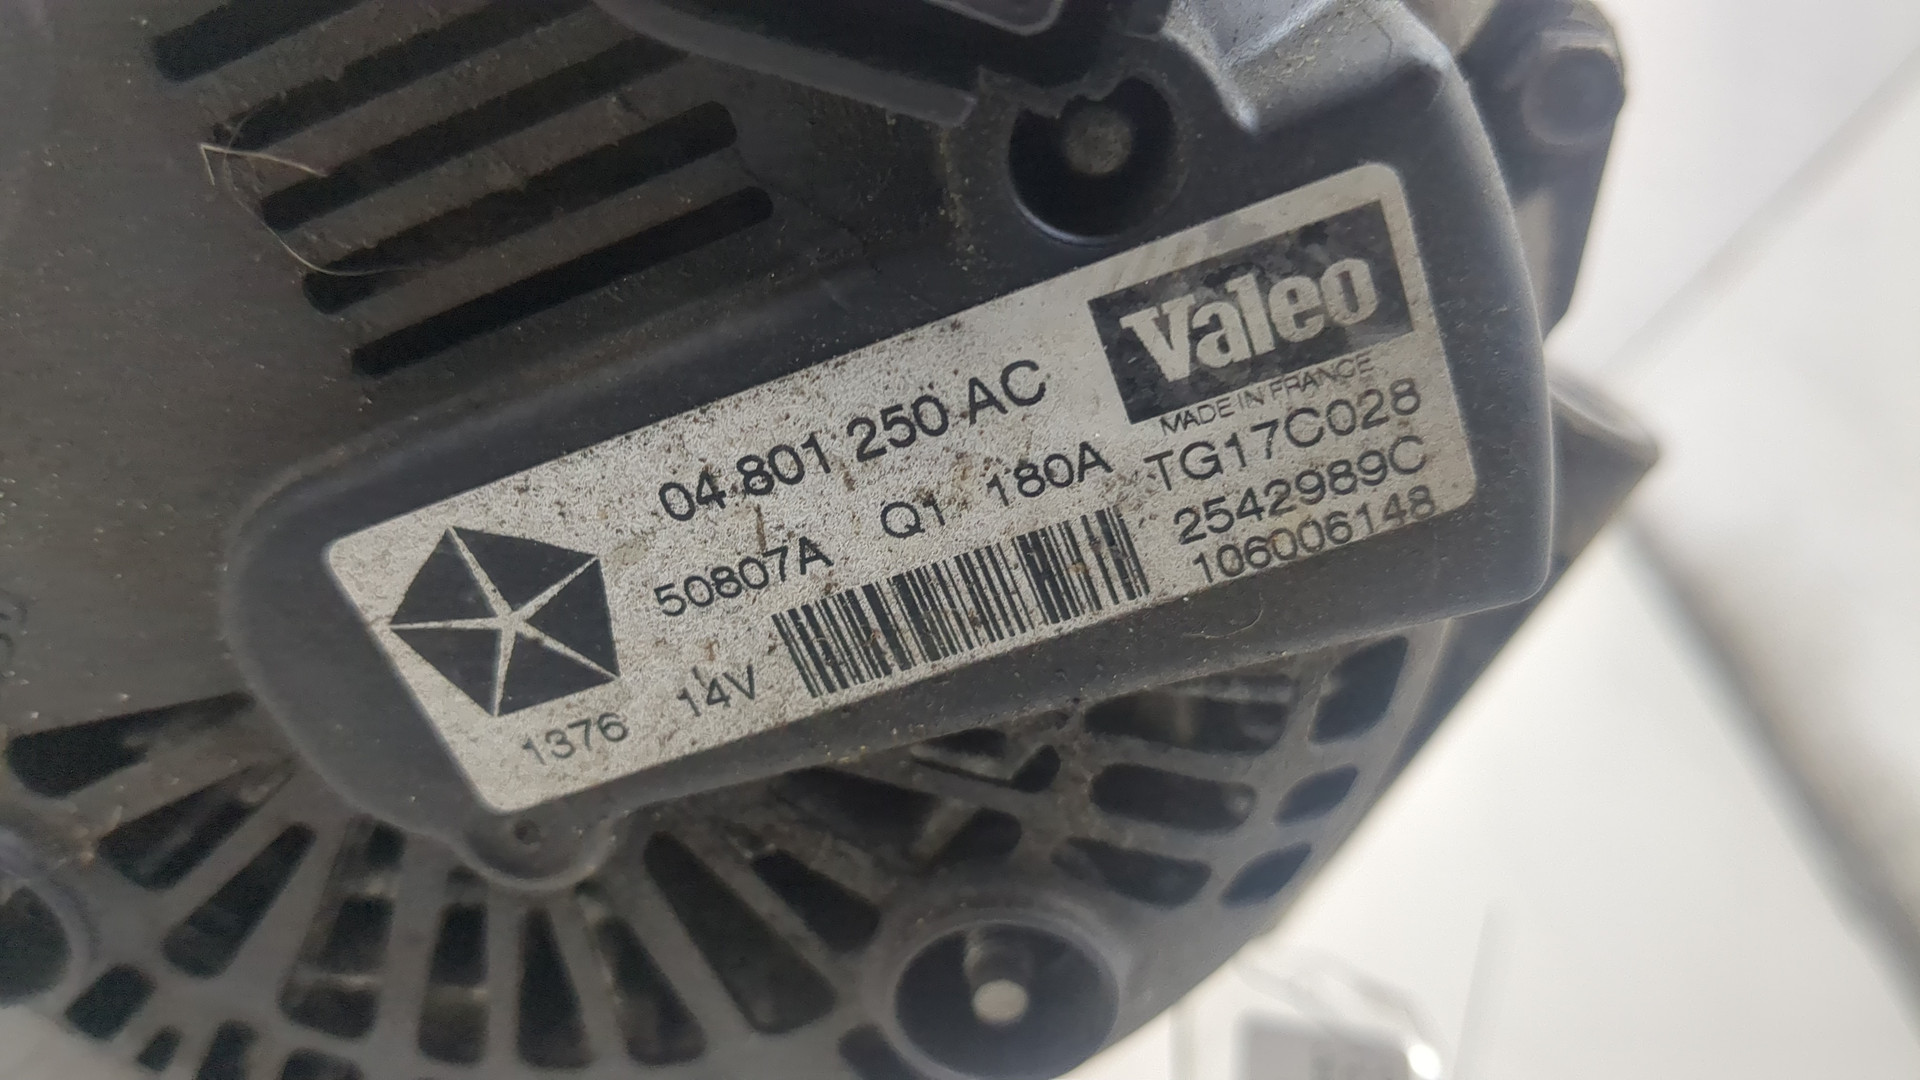 Valeo
MADE IN FRANCE
04 801 250 AC
50807A Q1 180A TG17C028
2542989C
14V 106006148
1376